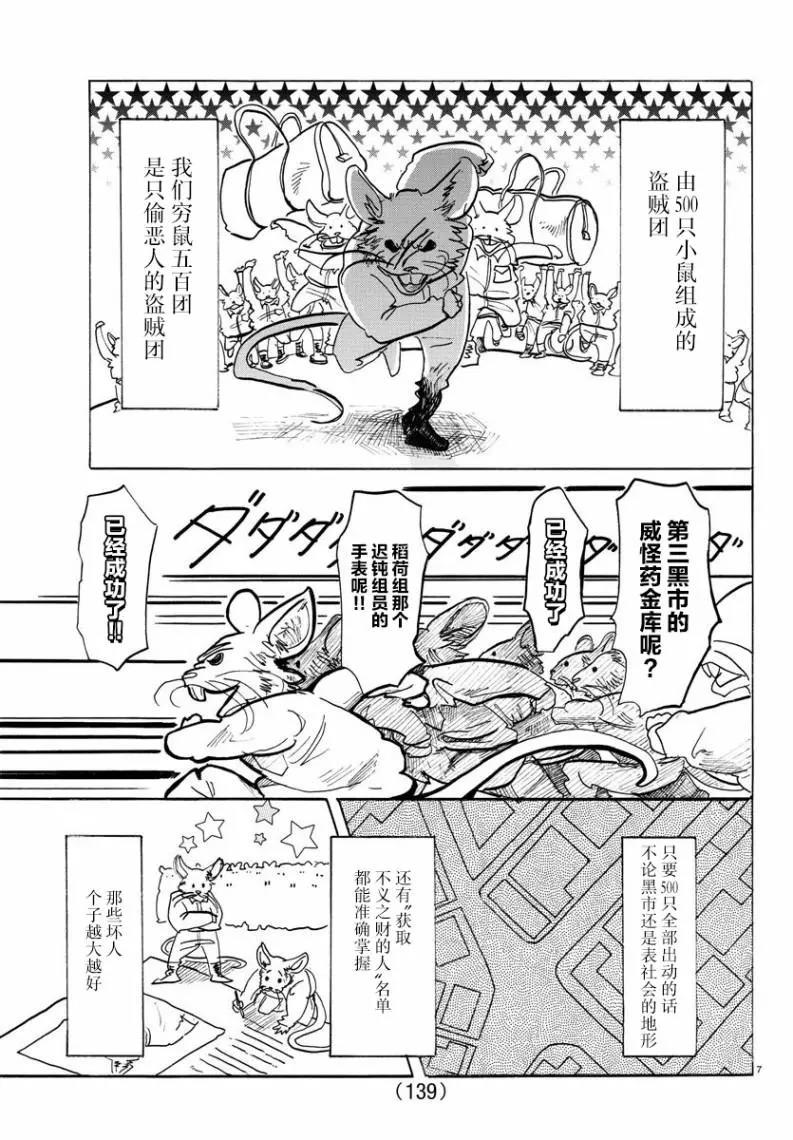 由500只小鼠组成的
盗贼团
我们穷鼠五百团
是只偷恶人的盗贼团
第三黑市的
威怪药金库呢？
已经成功了
稻荷组那个
迟钝组员的
手表呢!!
已经成功了!!
ダダダダダダ
只要500只全部出动的话
不论黑市还是表社会的地形
还有“获取
不义之财的人”名单
都能准确掌握
那些坏人
个子越大越好
7
(139)